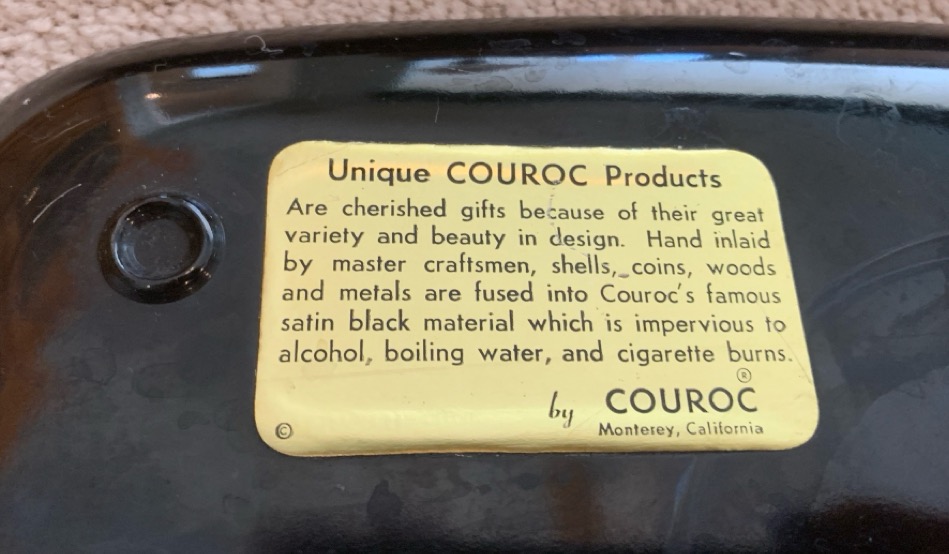 Unique COUROC Products
Are cherished gifts because of their great
variety and beauty in design. Hand inlaid
by master craftsmen, shells, coins, woods
and metals are fused into Couroc's famous
satin black material which is impervious to
alcohol, boiling water, and cigarette burns.
by COUROC®
© Monterey, California